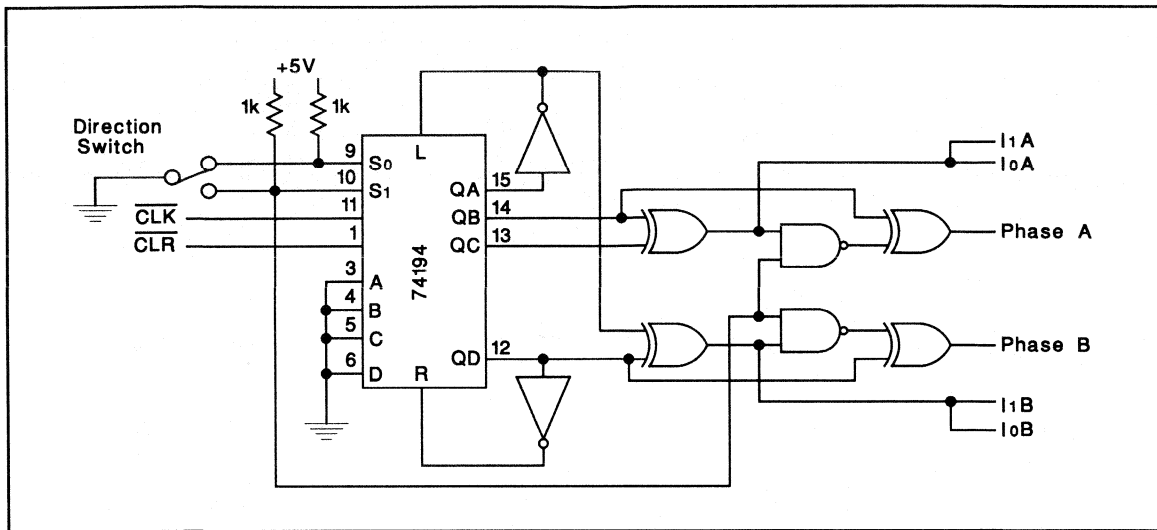 +5V
1k
1k
Direction
Switch
9
S0
10
S1
11
CLK
1
CLR
3
A
4
B
5
C
6
D
L
R
74194
QA
15
QB
14
QC
13
QD
12
I1A
I0A
Phase A
Phase B
I1B
I0B